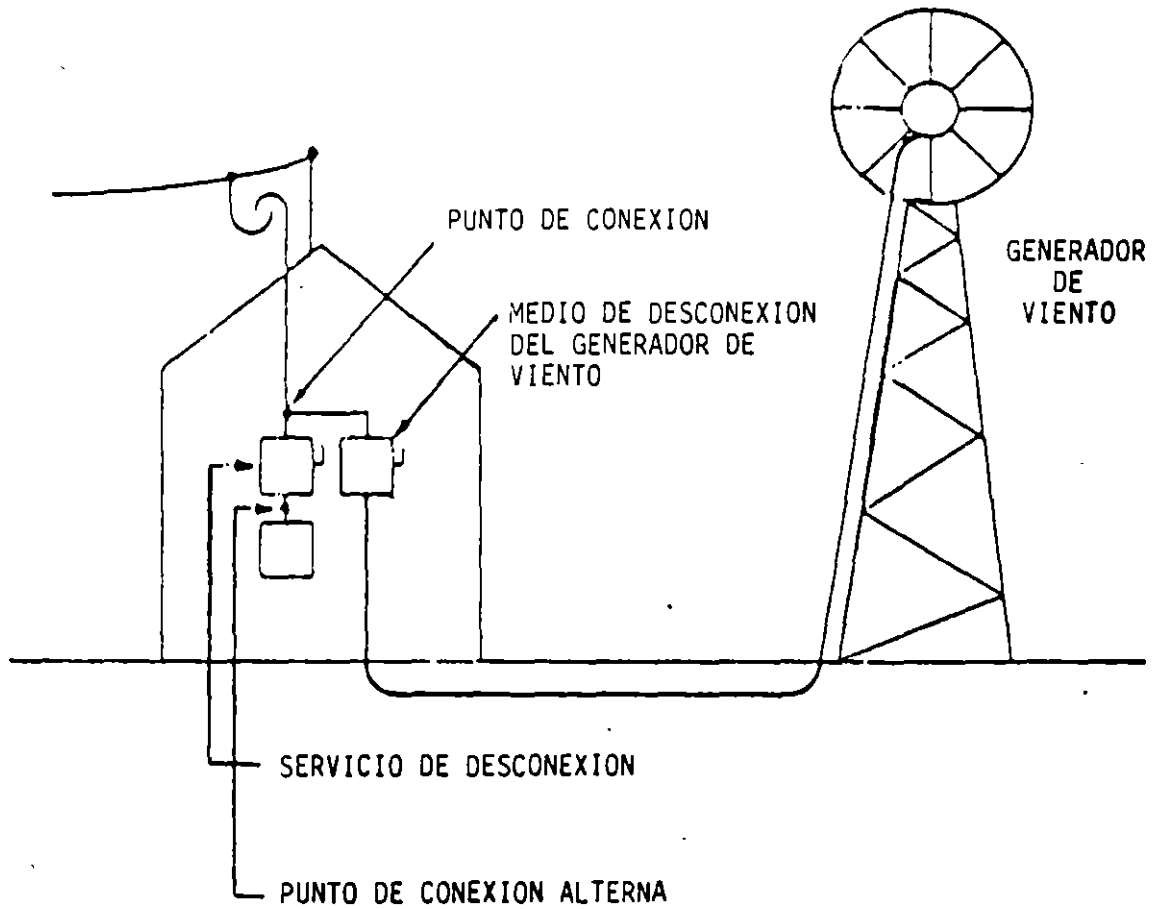 PUNTO DE CONEXION
GENERADOR
DE
VIENTO
MEDIO DE DESCONEXION
DEL GENERADOR DE
VIENTO
SERVICIO DE DESCONEXION
PUNTO DE CONEXION ALTERNA